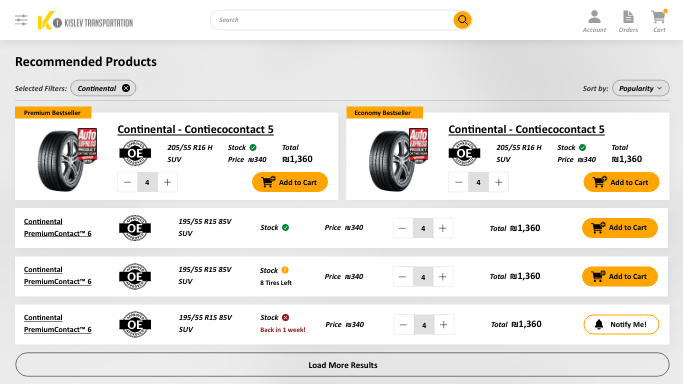 K KISLEV TRANSPORTATION
Search
Account
Orders
Cart
Recommended Products
Selected Filters:
Continental
Sort by:
Popularity
Premium Bestseller
Continental - Contiecocontact 5
Auto
EXPRESS
OE
205/55 R16 H
SUV
Stock
Price ₪340
Total
₪1,360
4
Add to Cart
Economy Bestseller
Continental - Contiecocontact 5
Auto
EXPRESS
OE
205/55 R16 H
SUV
Stock
Price ₪340
Total
₪1,360
4
Add to Cart
Continental
PremiumContact™ 6
OE
195/55 R15 85V
SUV
Stock
Price ₪340
4
Total ₪1,360
Add to Cart
Continental
PremiumContact™ 6
OE
195/55 R15 85V
SUV
Stock
8 Tires Left
Price ₪340
4
Total ₪1,360
Add to Cart
Continental
PremiumContact™ 6
OE
195/55 R15 85V
SUV
Stock
Back in 1 week!
Price ₪340
4
Total ₪1,360
Notify Me!
Load More Results